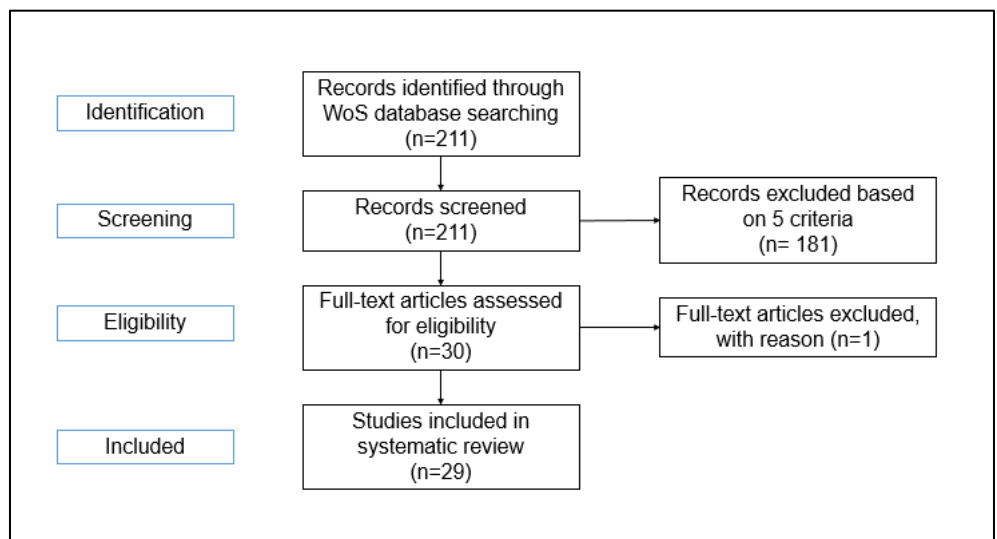 Identification
Records identified through
WoS database searching
(n=211)
Screening
Records screened
(n=211)
Records excluded based
on 5 criteria
(n= 181)
Eligibility
Full-text articles assessed
for eligibility
(n=30)
Full-text articles excluded,
with reason (n=1)
Included
Studies included in
systematic review
(n=29)